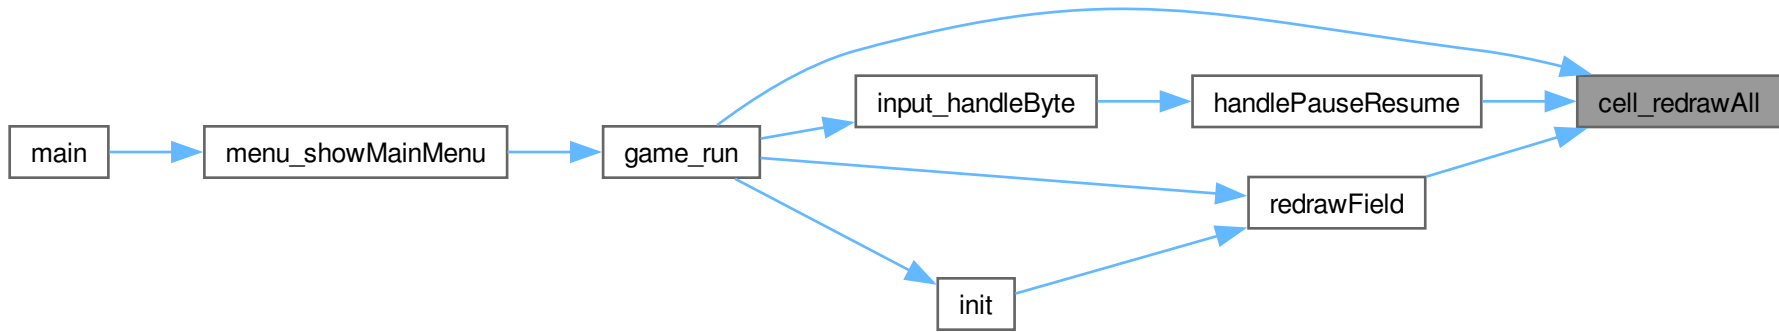 main
menu_showMainMenu
game_run
input_handleByte
handlePauseResume
cell_redrawAll
redrawField
init